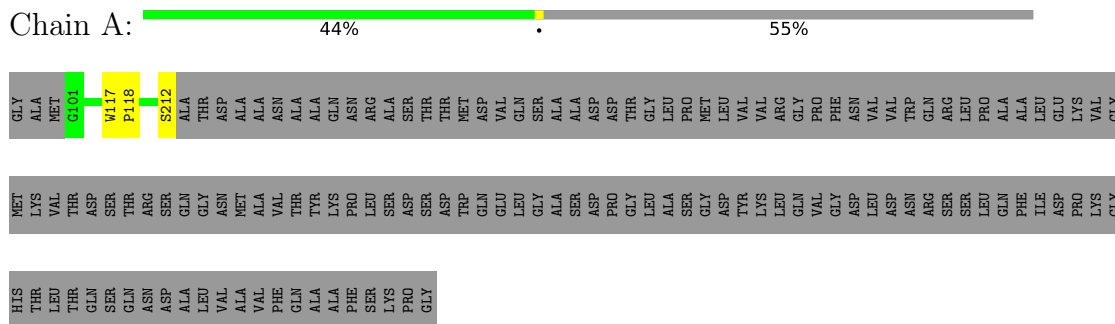 Chain A:
44% • 55%
GLY ALA MET G101 W117 P118 S212 ALA THR ASP ALA ALA ASN ALA ALA GLN ASN ARG ALA SER THR THR MET ASP VAL GLN SER ALA ALA ASP ASP THR GLY LEU PRO MET LEU VAL VAL ARG GLY PRO PHE ASN VAL VAL TRP GLN ARG LEU PRO ALA ALA LEU GLU LYS VAL GLY
MET LYS VAL THR ASP SER THR ARG SER GLN GLY ASN MET ALA VAL THR TYR LYS PRO LEU SER ASP SER ASP TRP GLN GLU LEU GLY ALA SER ASP PRO GLY LEU ALA SER GLY ASP TYR LYS LEU GLN VAL GLY ASP LEU ASP ASN ARG SER SER LEU GLN PHE ILE ASP PRO LYS GLY
HIS THR LEU THR GLN SER GLN ASN ASP ALA LEU VAL ALA VAL PHE GLN ALA ALA PHE SER LYS PRO GLY